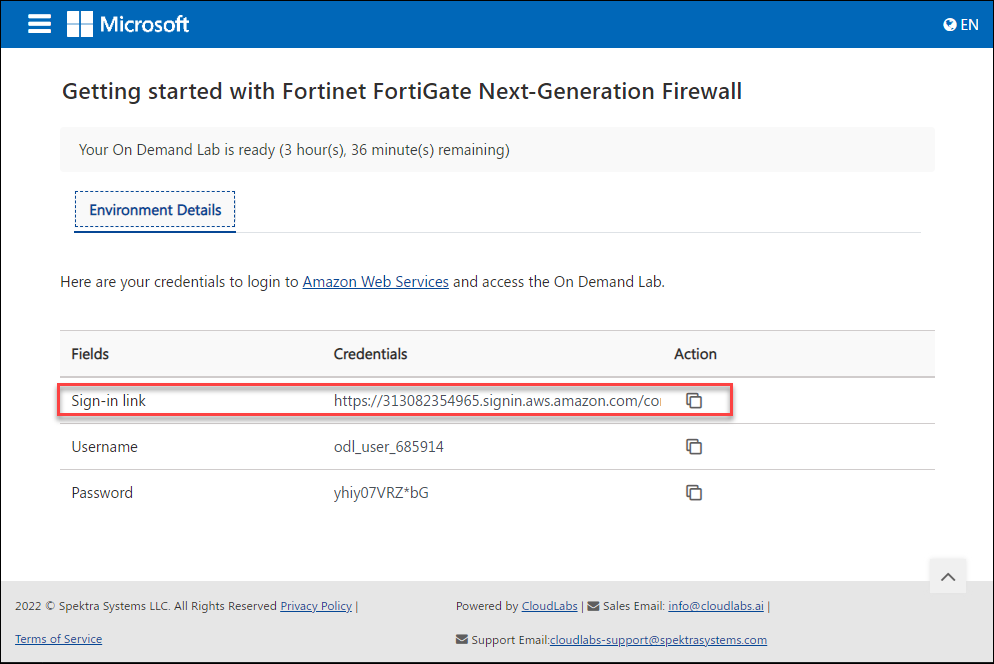 Microsoft EN
Getting started with Fortinet FortiGate Next-Generation Firewall
Your On Demand Lab is ready (3 hour(s), 36 minute(s) remaining)
Environment Details
Here are your credentials to login to Amazon Web Services and access the On Demand Lab.
Fields Credentials Action
Sign-in link https://313082354965.signin.aws.amazon.com/co
Username odl_user_685914
Password yhiy07VRZ*bG
2022 © Spektra Systems LLC. All Rights Reserved Privacy Policy | Powered by CloudLabs | Sales Email: info@cloudlabs.ai |
Terms of Service Support Email:cloudlabs-support@spektrasystems.com